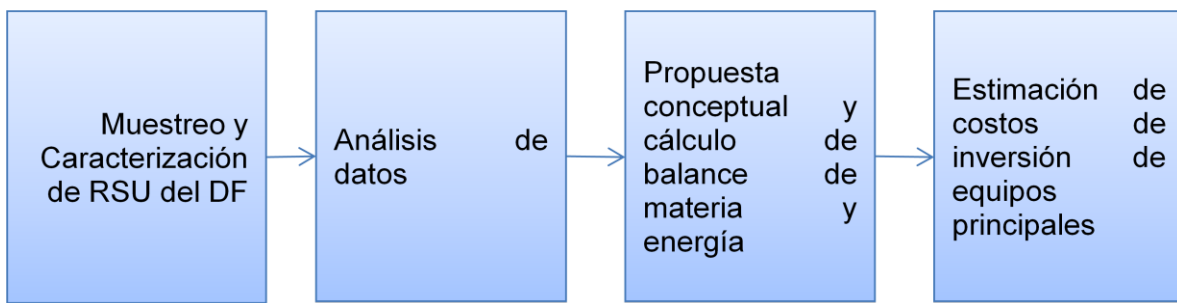 Muestreo y
Caracterización
de RSU del DF
Análisis de
datos
Propuesta
conceptual y
cálculo de
balance de
materia y
energía
Estimación de
costos de
inversión de
equipos
principales